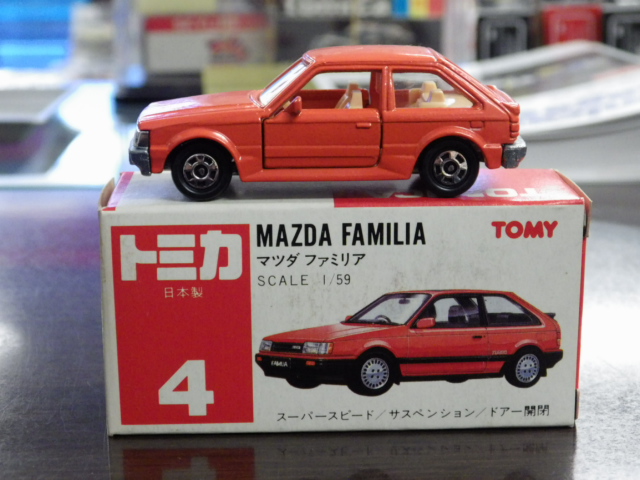 トミカ
日本製
4
MAZDA FAMILIA
マツダ ファミリア
SCALE 1/59
TOMY
FAMILIA
スーパースピード/サスペンション/ドアー開閉